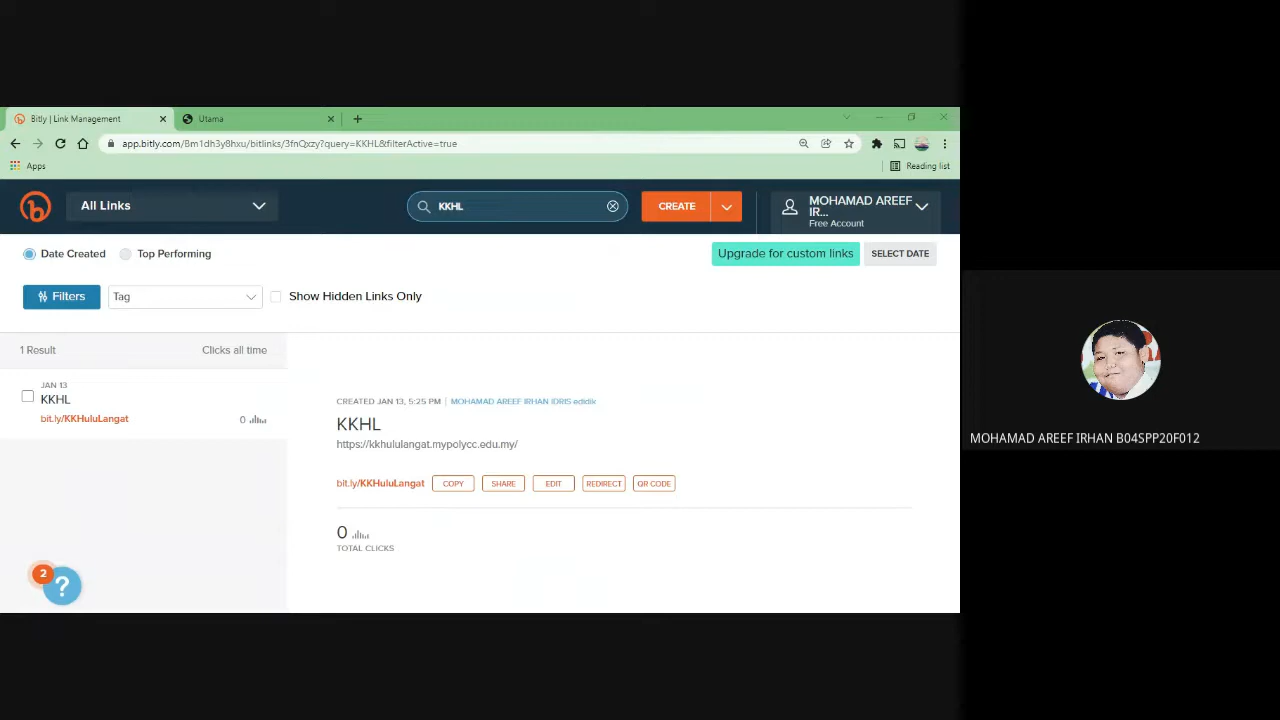 Bitly | Link Management
Utama
app.bitly.com/Bm1dh3y8hxu/bitlinks/3fnQxzy?query=KKHL&filterActive=true
Apps
Reading list
All Links
KKHL
CREATE
MOHAMAD AREEF IR...
Free Account
Date Created
Top Performing
Upgrade for custom links
SELECT DATE
Filters
Tag
Show Hidden Links Only
1 Result
Clicks all time
JAN 13
KKHL
bit.ly/KKHuluLangat
0
CREATED JAN 13, 5:25 PM | MOHAMAD AREEF IRHAN IDRIS edidik
KKHL
https://kkhululangat.mypolycc.edu.my/
bit.ly/KKHuluLangat
COPY
SHARE
EDIT
REDIRECT
QR CODE
0
TOTAL CLICKS
2
?
MOHAMAD AREEF IRHAN B04SPP20F012